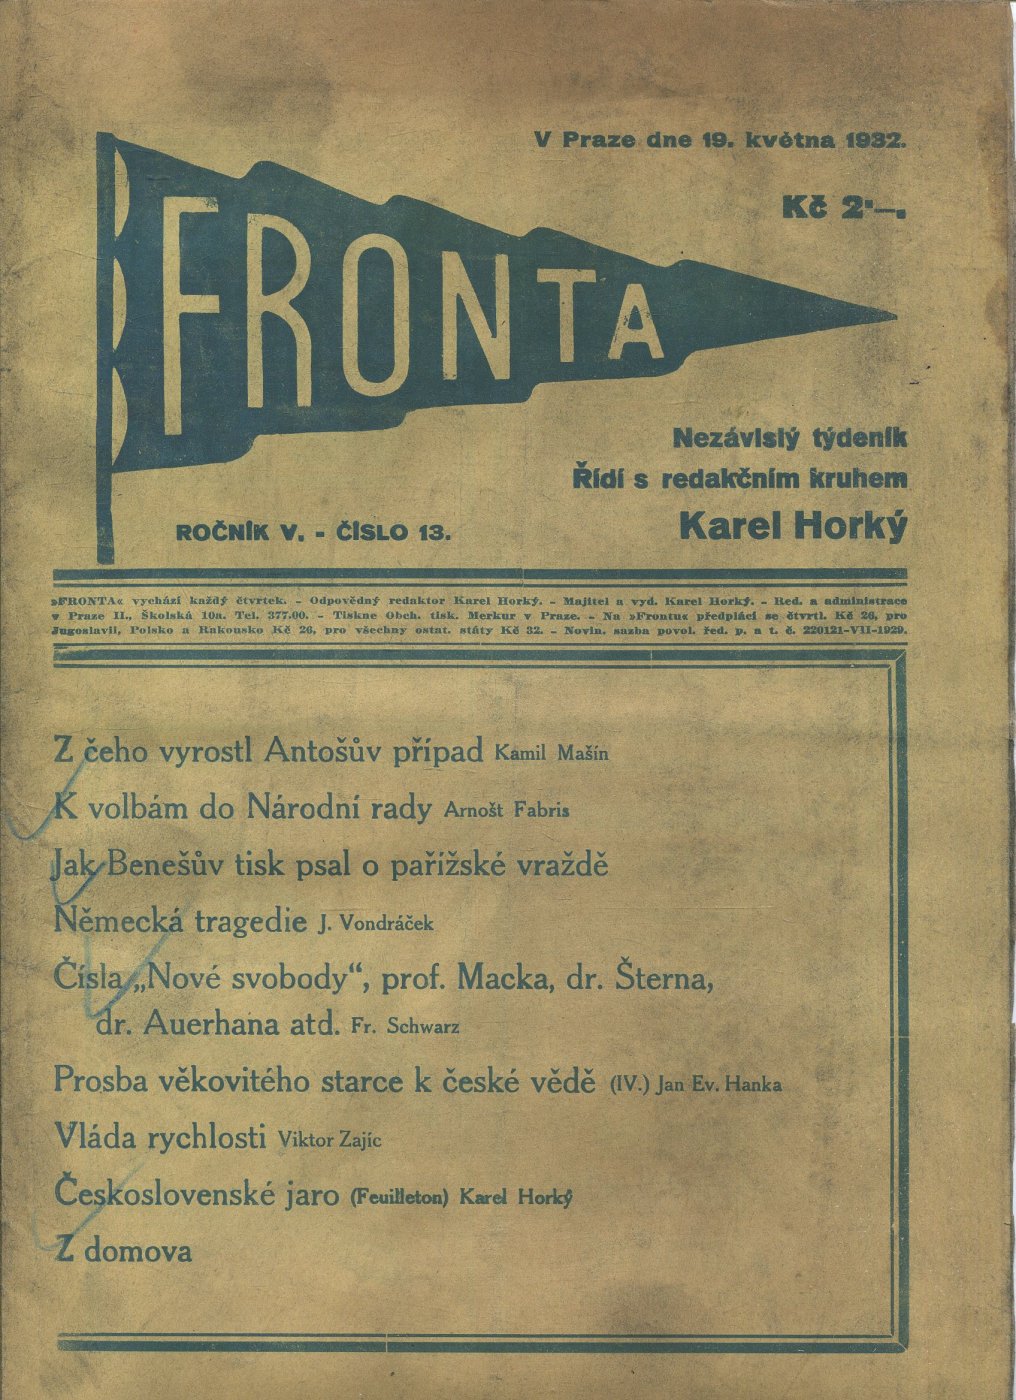 V Praze dne 19. května 1932.
Kč 2·—.
FRONTA
Nezávislý týdeník
Řídí s redakčním kruhem
Karel Horký
ROČNÍK V. - ČÍSLO 13.
»FRONTA« vychází každý čtvrtek. - Odpovědný redaktor Karel Horký. - Majitel a vyd. Karel Horký. - Red. a administrace
v Praze II., Školská 10a. Tel. 377.00. - Tiskne Obch. tisk. Merkur v Praze. - Na »Frontu« předplácí se čtvrtl. Kč 26, pro
Jugoslavii, Polsko a Rakousko Kč 26, pro všechny ostat. státy Kč 32. - Novin. sazba povol. řed. p. a t. č. 220121-VII-1929.
Z čeho vyrostl Antošův případ Kamil Mašín
K volbám do Národní rady Arnošt Fabris
Jak Benešův tisk psal o pařížské vraždě
Německá tragedie J. Vondráček
Čísla „Nové svobody“, prof. Macka, dr. Šterna,
dr. Auerhana atd. Fr. Schwarz
Prosba věkovitého starce k české vědě (IV.) Jan Ev. Hanka
Vláda rychlosti Viktor Zajíc
Československé jaro (Feuilleton) Karel Horký
Z domova